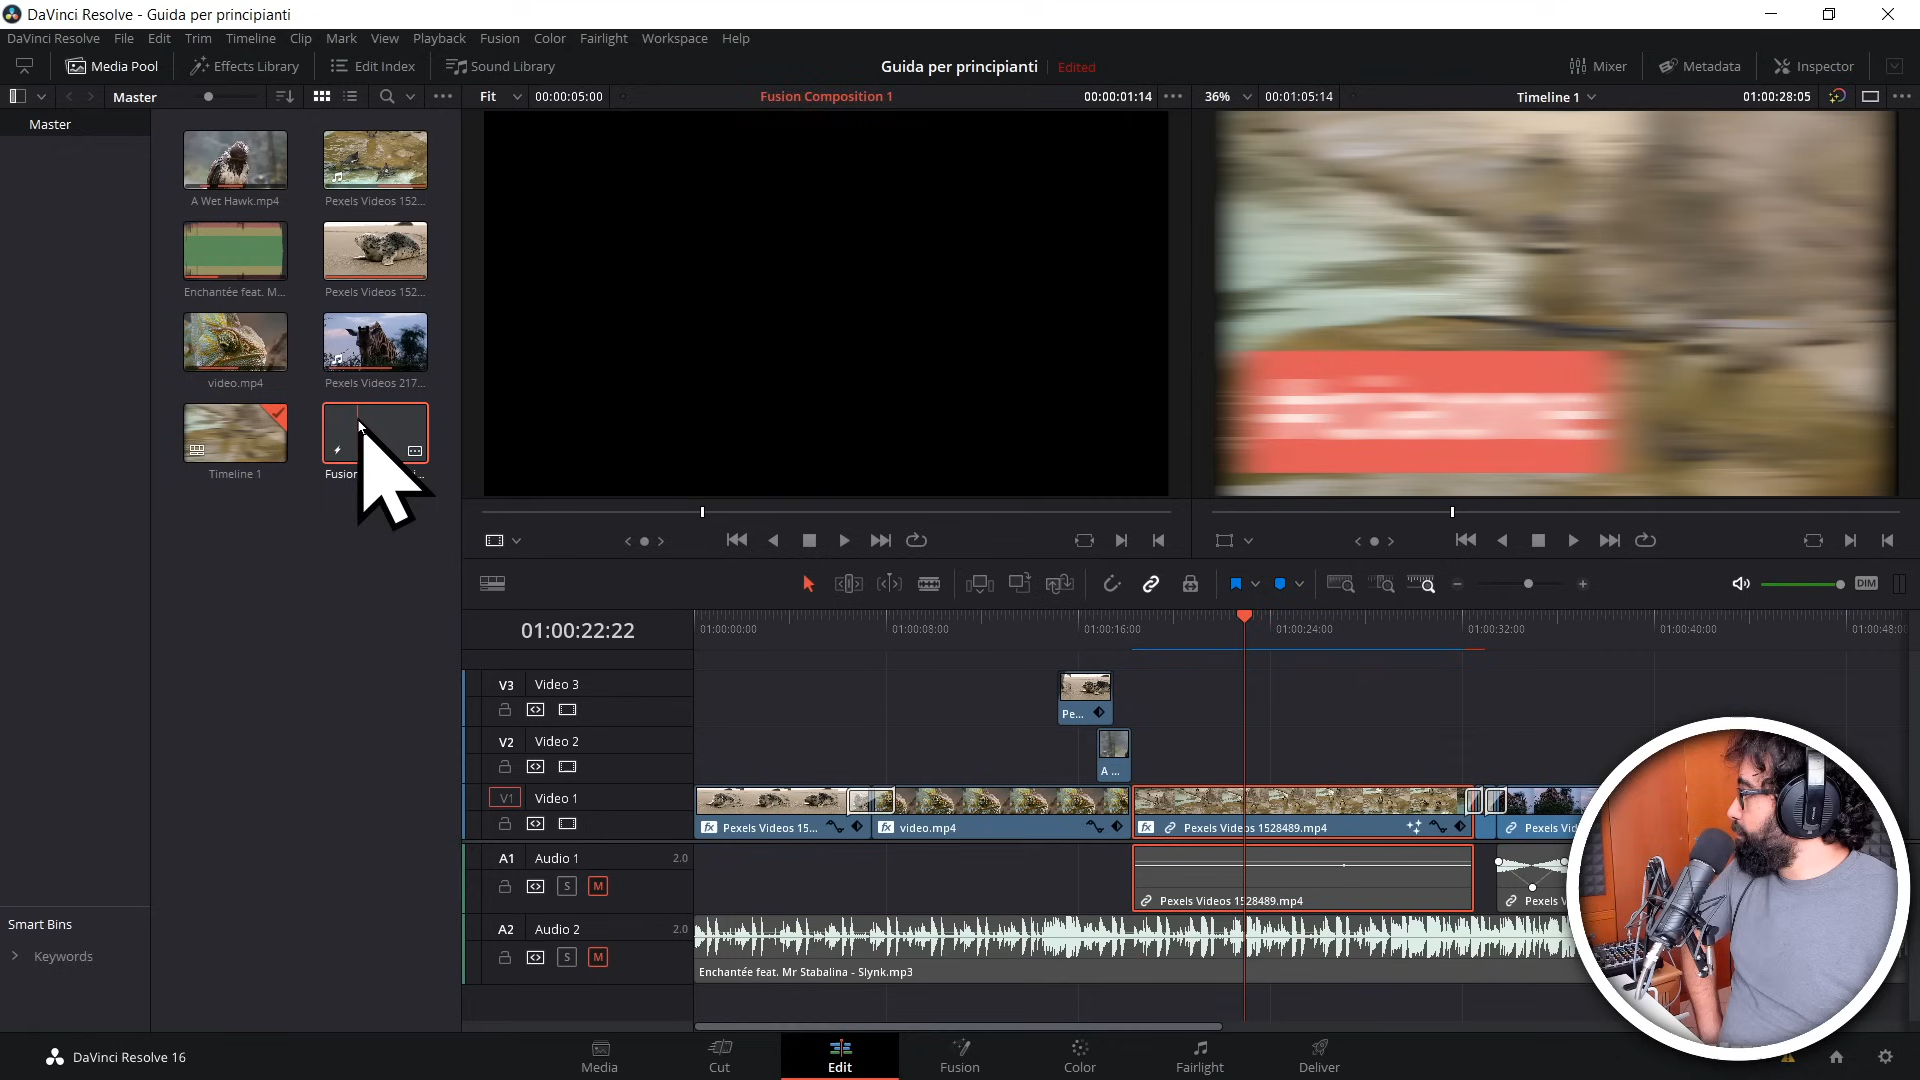 DaVinci Resolve - Guida per principianti
DaVinci Resolve File Edit Trim Timeline Clip Mark View Playback Fusion Color Fairlight Workspace Help
Media Pool Effects Library Edit Index Sound Library Guida per principianti Edited Mixer Metadata Inspector
Master Fit 00:00:05:00 Fusion Composition 1 00:00:01:14 36% 00:01:05:14 Timeline 1 01:00:28:05
Master
A Wet Hawk.mp4 Pexels Videos 152...
Enchantée feat. M... Pexels Videos 152...
video.mp4 Pexels Videos 217...
Timeline 1
DIM
01:00:22:22 01:00:00:00 01:00:08:00 01:00:16:00 01:00:24:00 01:00:32:00 01:00:40:00
V3 Video 3
Pe...
V2 Video 2
A ...
V1 Video 1
fx Pexels Videos 15... fx video.mp4 fx Pexels Videos 1528489.mp4
A1 Audio 1 2.0
S M
Pexels Videos 1528489.mp4
A2 Audio 2 2.0
S M
Enchantée feat. Mr Stabalina - Slynk.mp3
Smart Bins
Keywords
DaVinci Resolve 16 Media Cut Edit Fusion Color Fairlight Deliver